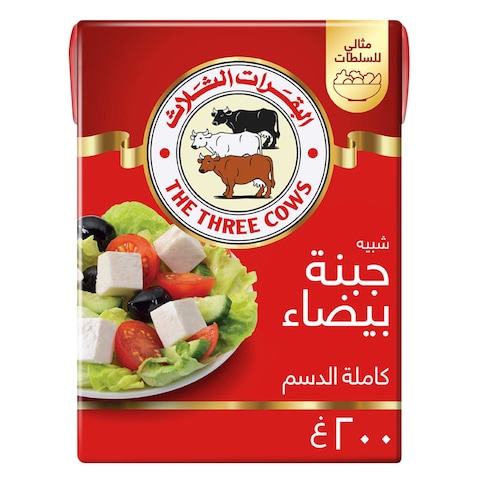 مثالي
للسلطات
البقرات الثلاث
THE THREE COWS
شبيه
جبنة
بيضاء
كاملة الدسم
٢٠٠ غ